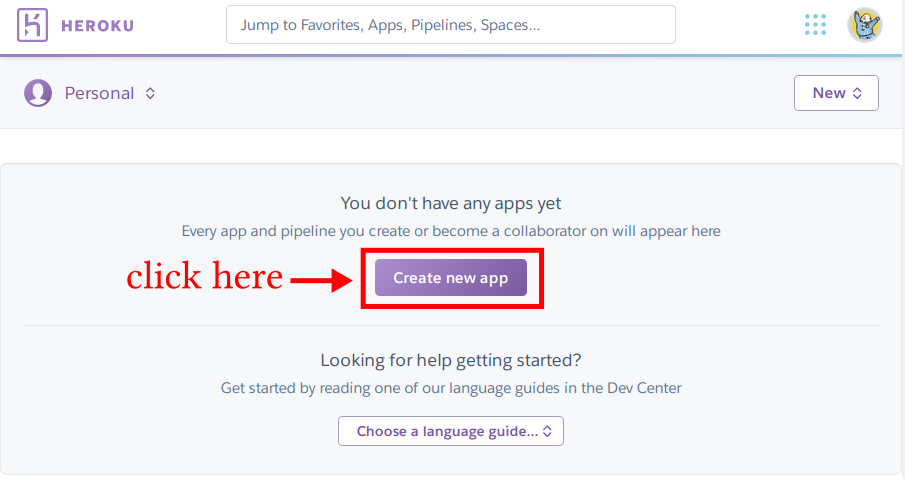 HEROKU
Jump to Favorites, Apps, Pipelines, Spaces...
Personal
New
You don't have any apps yet
Every app and pipeline you create or become a collaborator on will appear here
click here
Create new app
Looking for help getting started?
Get started by reading one of our language guides in the Dev Center
Choose a language guide...